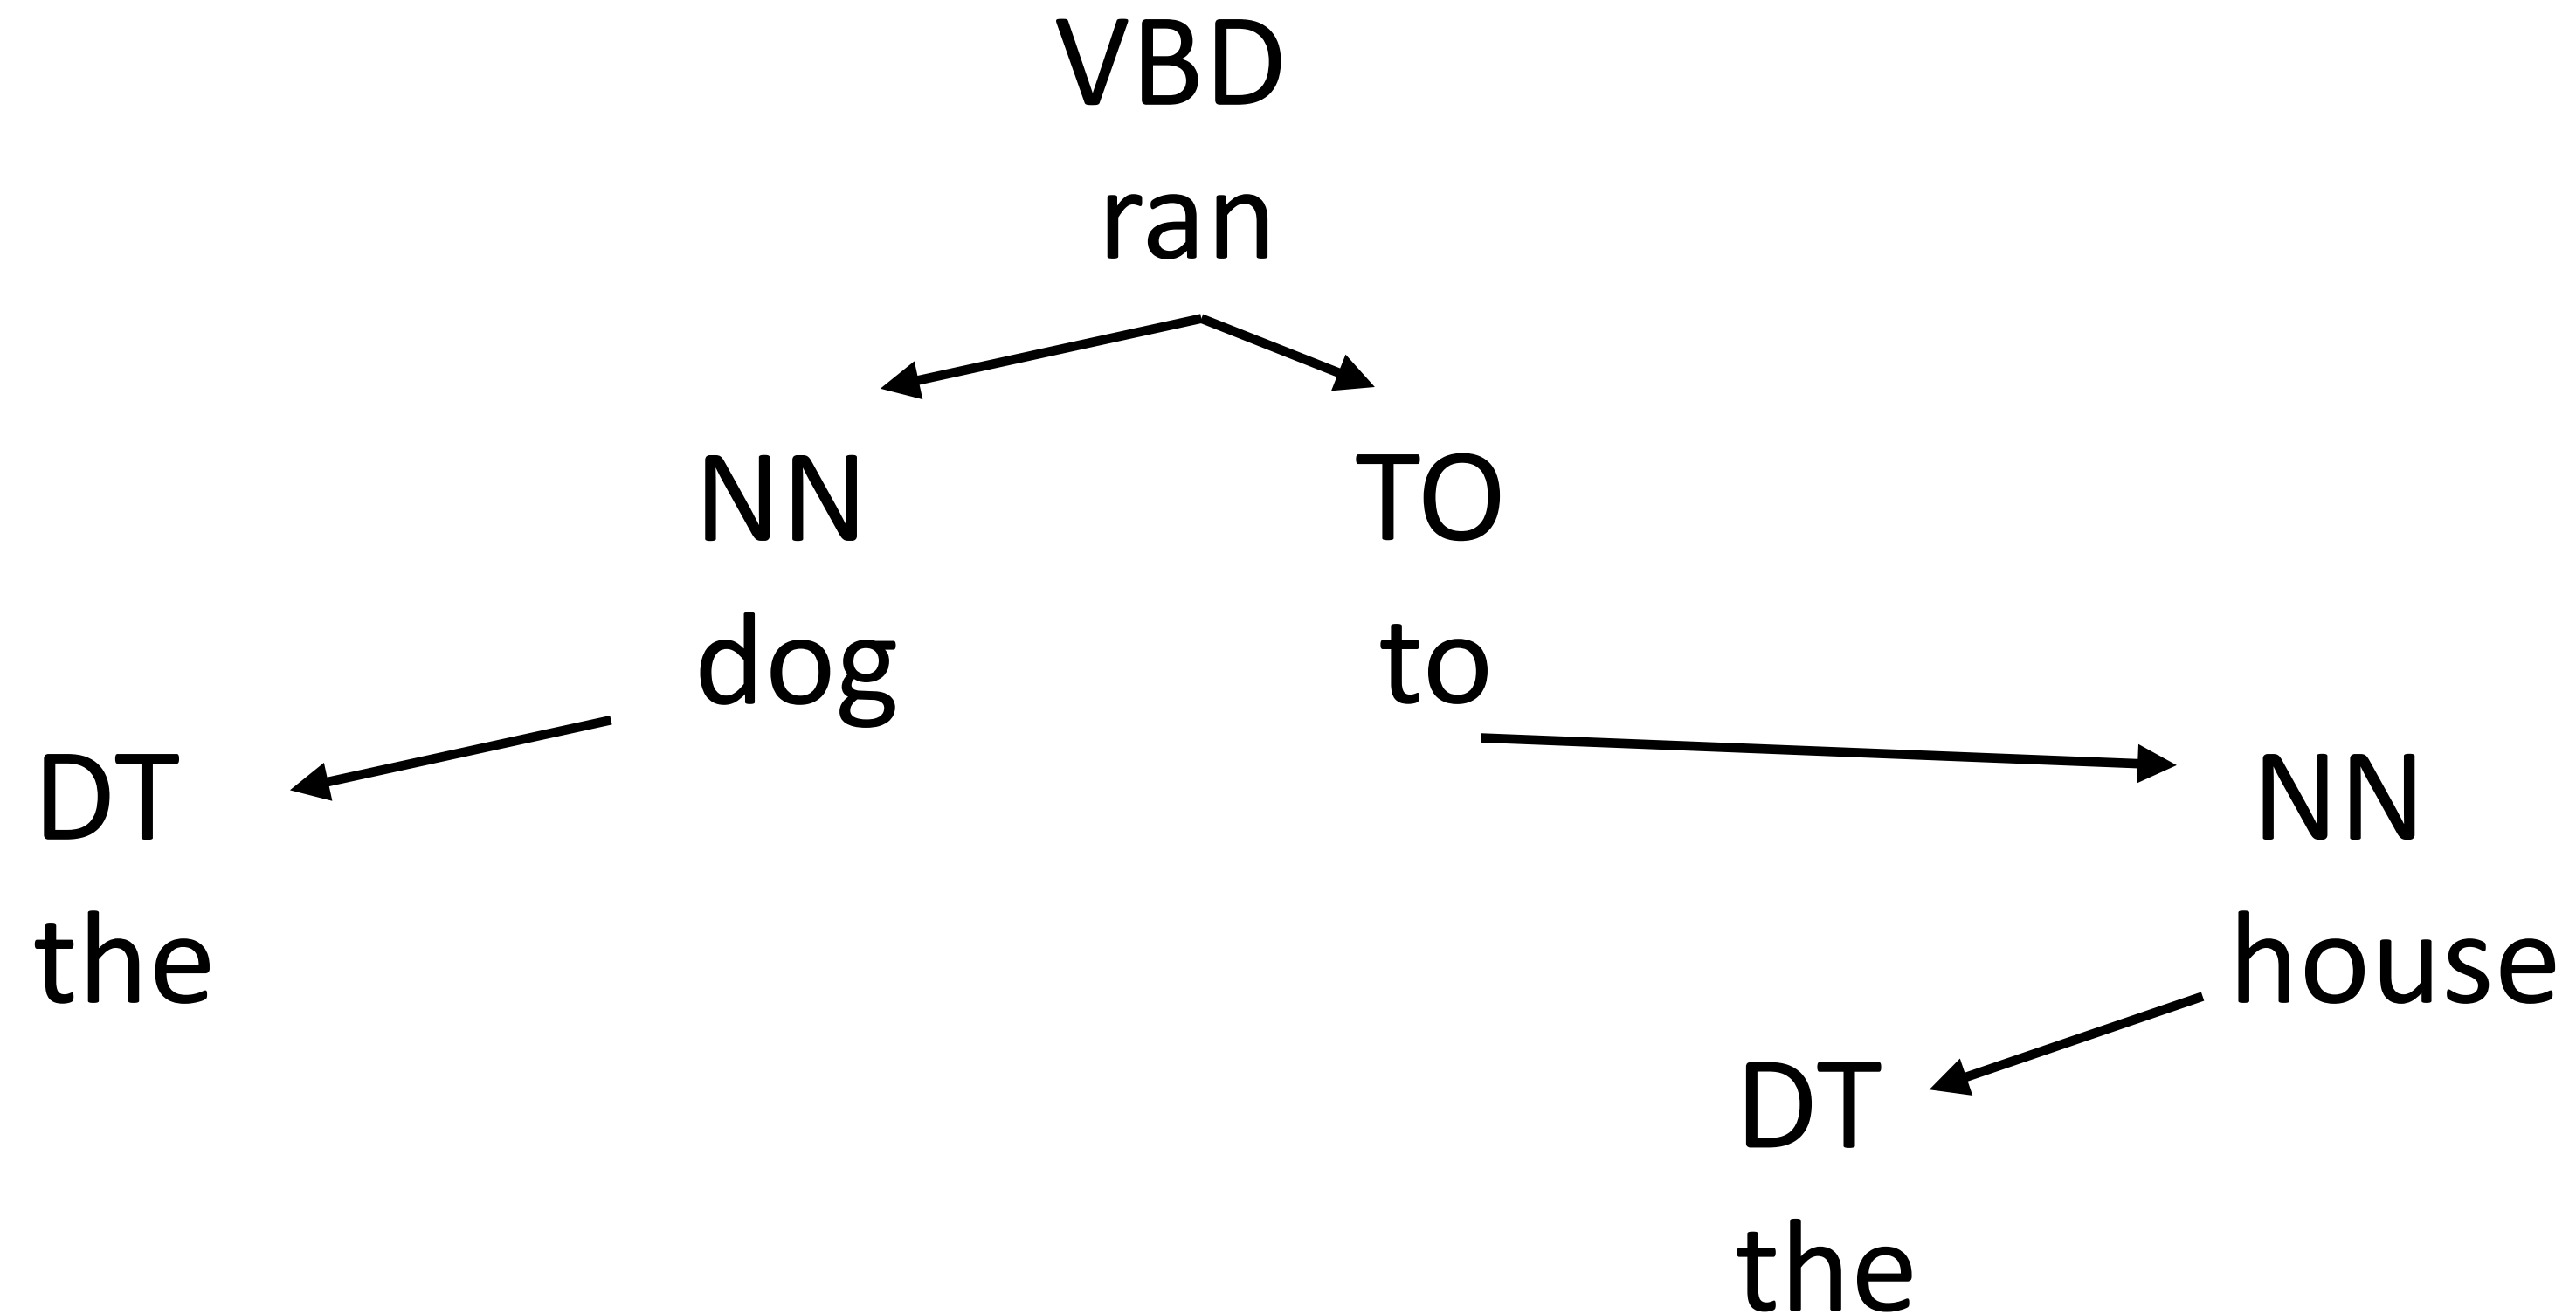 VBD
ran
NN
TO
dog
to
DT
NN
the
house
DT
the